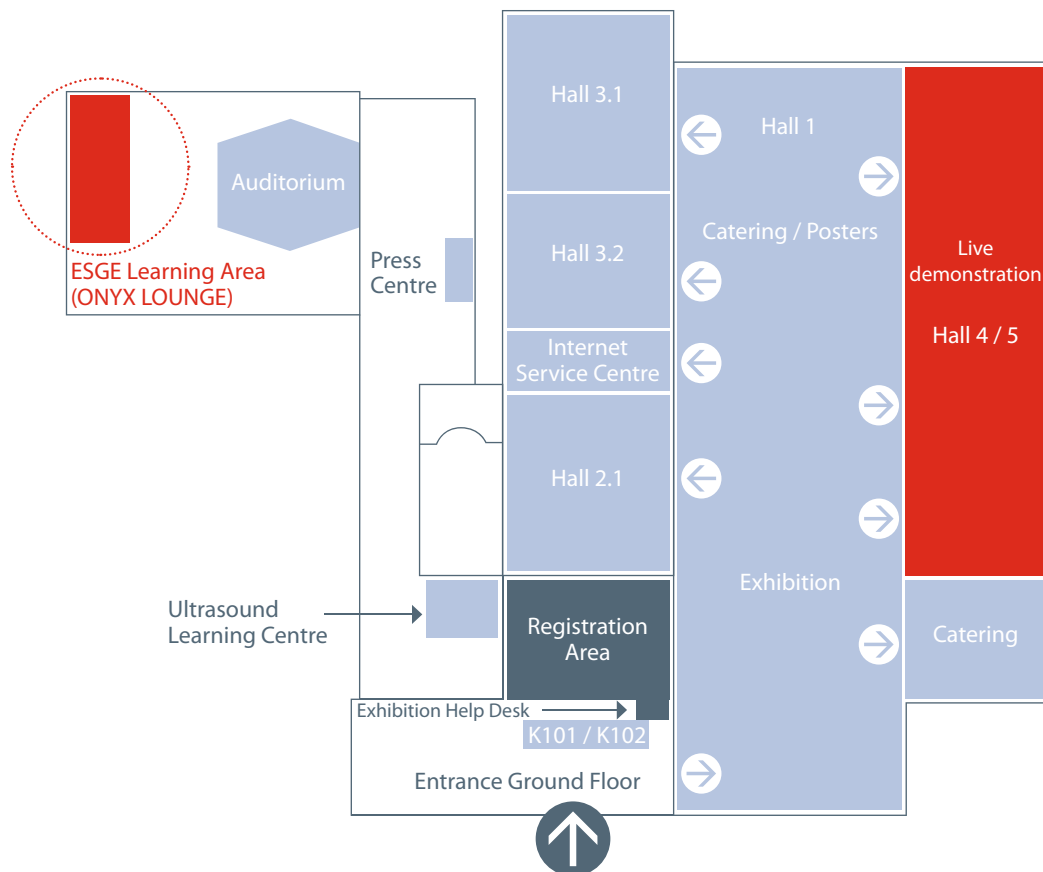 Hall 3.1
Hall 1
Auditorium
Hall 3.2
Catering / Posters
Press
Centre
Live
demonstration
Hall 4 / 5
ESGE Learning Area
(ONYX LOUNGE)
Internet
Service Centre
Hall 2.1
Exhibition
Ultrasound
Learning Centre
Registration
Area
Catering
Exhibition Help Desk
K101 / K102
Entrance Ground Floor